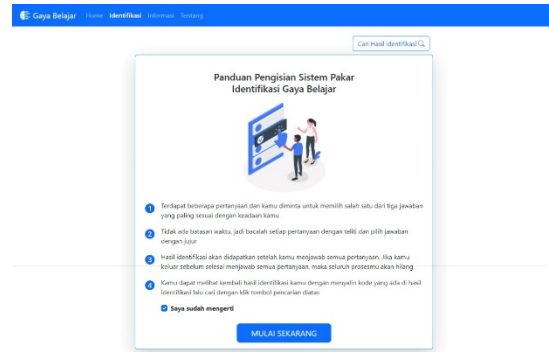 Gaya Belajar Home Identifikasi Informasi Tentang
Cari Hasil Identifikasi
Panduan Pengisian Sistem Pakar
Identifikasi Gaya Belajar
1 Terdapat beberapa pertanyaan dan kamu diminta untuk memilih salah satu dari tiga jawaban
yang paling sesuai dengan keadaan kamu
2 Tidak ada batasan waktu, jadi bacalah setiap pertanyaan dengan teliti dan pilih jawaban
dengan jujur
3 Hasil identifikasi akan didapatkan setelah kamu menjawab semua pertanyaan. Jika kamu
keluar sebelum selesai menjawab semua pertanyaan, maka seluruh prosesmu akan hilang
4 Kamu dapat melihat kembali hasil identifikasi kamu dengan menyalin kode yang ada di hasil
identifikasi lalu cari dengan klik tombol pencarian diatas
Saya sudah mengerti
MULAI SEKARANG